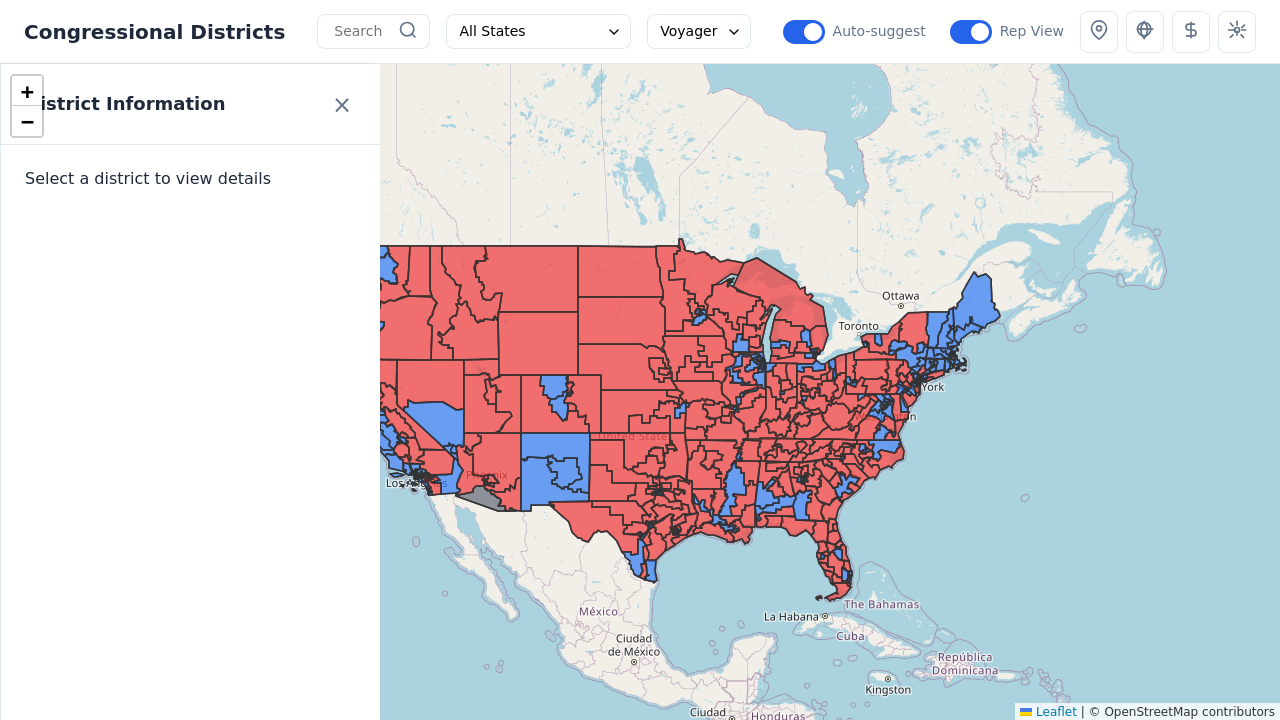 Congressional Districts
Search
All States
Voyager
Auto-suggest
Rep View
+
−
istrict Information
Select a district to view details
Ottawa
Toronto
York
United States
Phoenix
México
Ciudad
de México
La Habana
The Bahamas
Cuba
República
Dominicana
Kingston
Ciudad
Honduras
Leaflet | © OpenStreetMap contributors